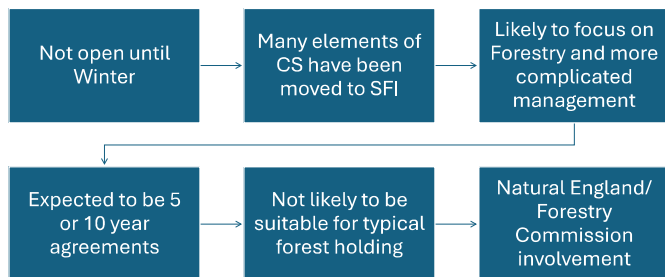 Not open until
Winter
Many elements of
CS have been
moved to SFI
Likely to focus on
Forestry and more
complicated
management
Expected to be 5
or 10 year
agreements
Not likely to be
suitable for typical
forest holding
Natural England/
Forestry
Commission
involvement